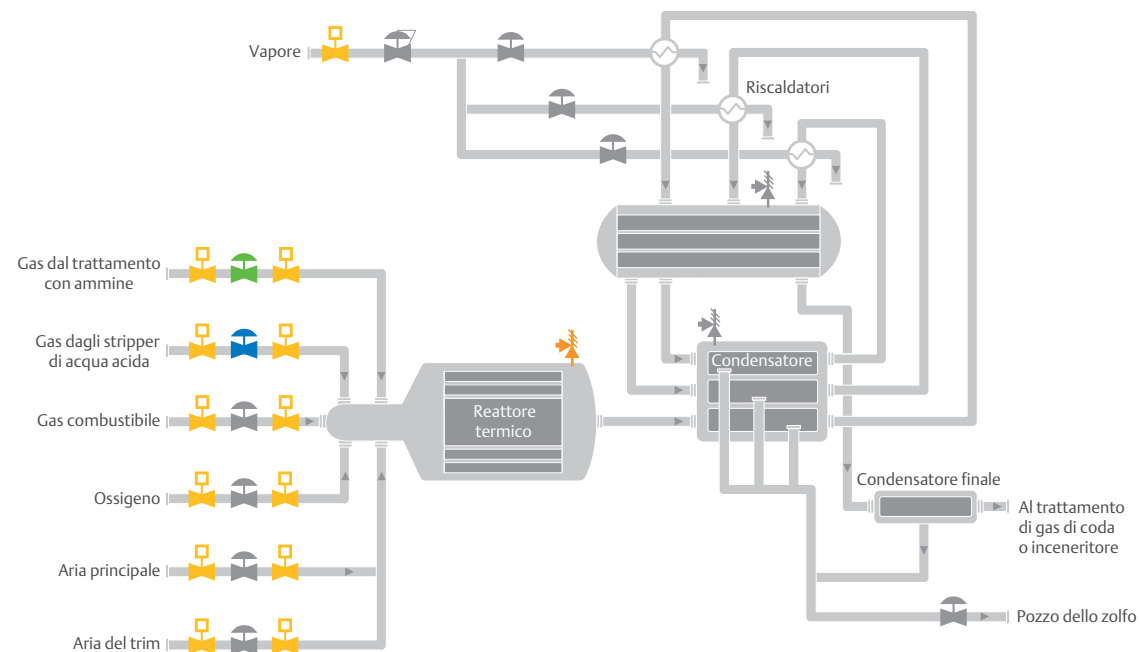 Vapore
Riscaldatori
Gas dal trattamento
con ammine
Gas dagli stripper
di acqua acida
Condensatore
Gas combustibile
Reattore
termico
Ossigeno
Condensatore finale
Al trattamento
di gas di coda
o inceneritore
Aria principale
Pozzo dello zolfo
Aria del trim